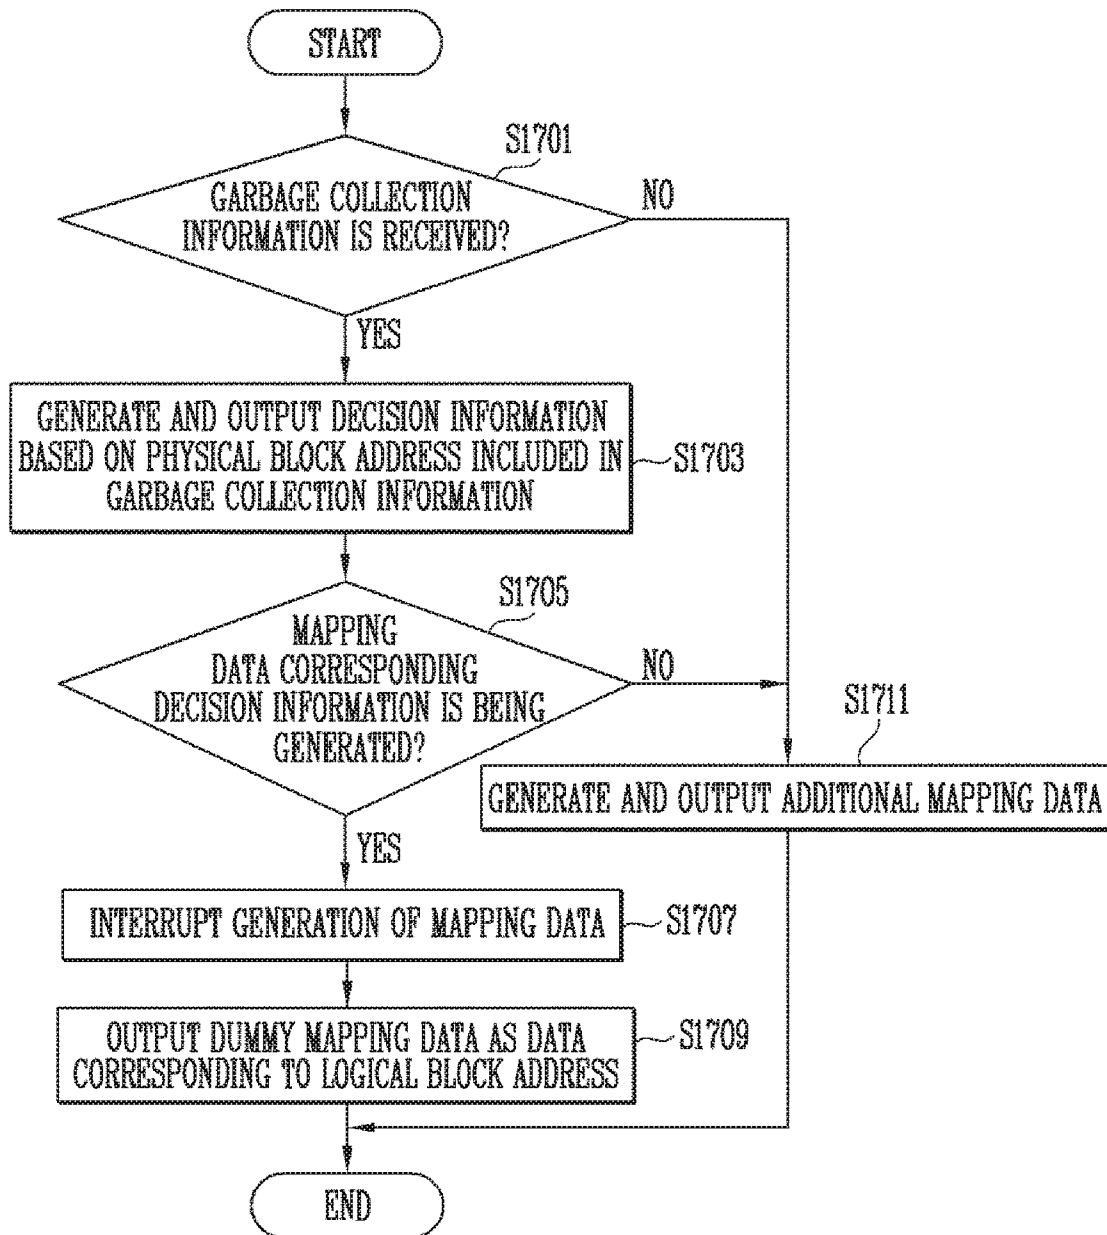 START
S1701
GARBAGE COLLECTION
INFORMATION IS RECEIVED?
NO
YES
GENERATE AND OUTPUT DECISION INFORMATION
BASED ON PHYSICAL BLOCK ADDRESS INCLUDED IN
GARBAGE COLLECTION INFORMATION
S1703
S1705
MAPPING
DATA CORRESPONDING
DECISION INFORMATION IS BEING
GENERATED?
NO
S1711
GENERATE AND OUTPUT ADDITIONAL MAPPING DATA
YES
INTERRUPT GENERATION OF MAPPING DATA
S1707
OUTPUT DUMMY MAPPING DATA AS DATA
CORRESPONDING TO LOGICAL BLOCK ADDRESS
S1709
END